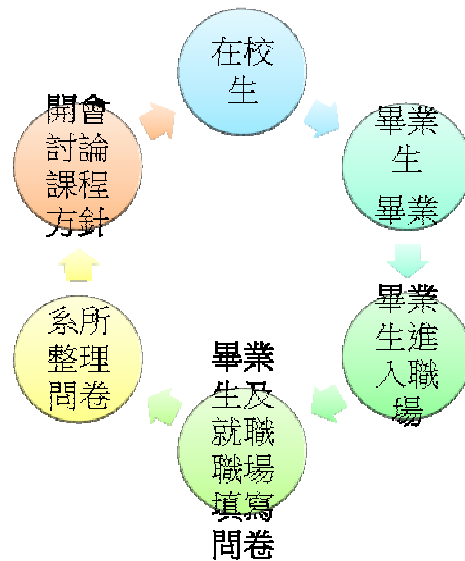 在校
生
畢業
生
畢業
畢業
生進
入職
場
畢業
生及
就職
職場
填寫
問卷
系所
整理
問卷
開會
討論
課程
方針